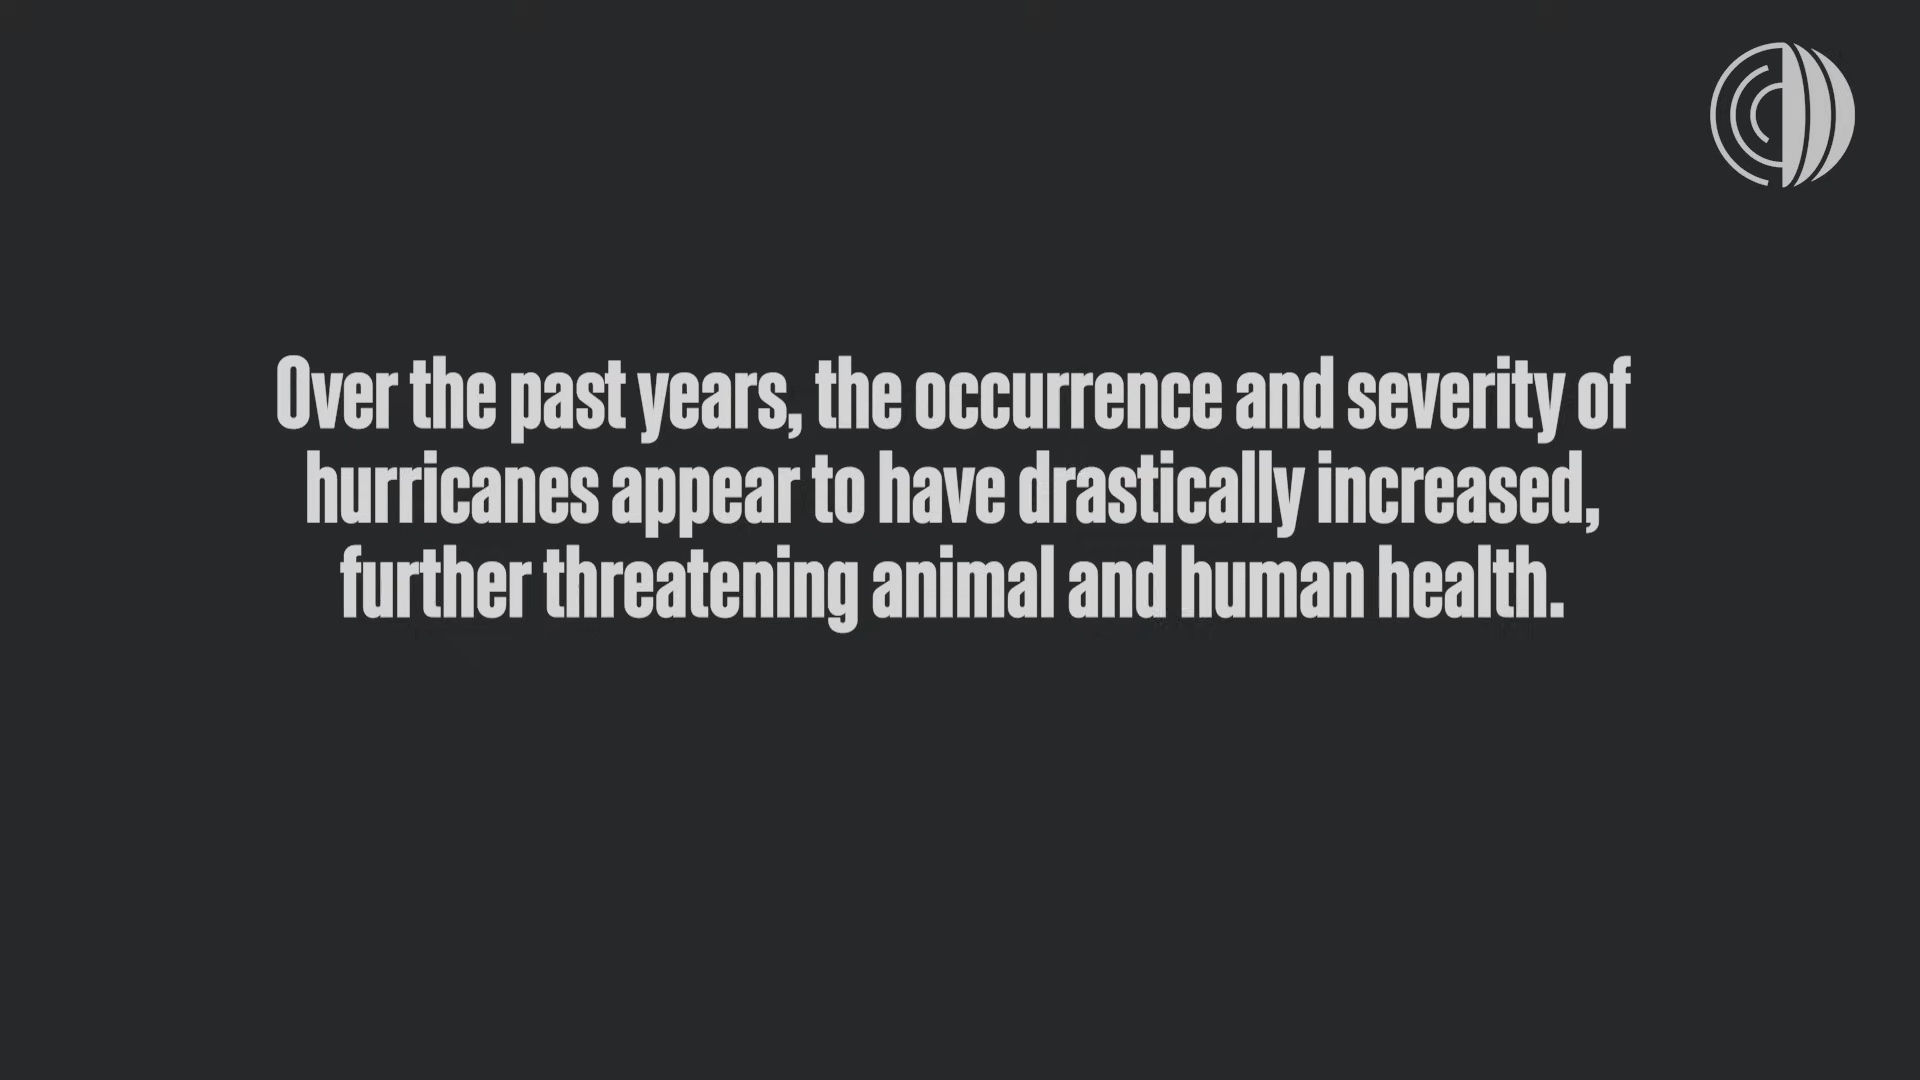 Over the past years, the occurrence and severity of
hurricanes appear to have drastically increased,
further threatening animal and human health.